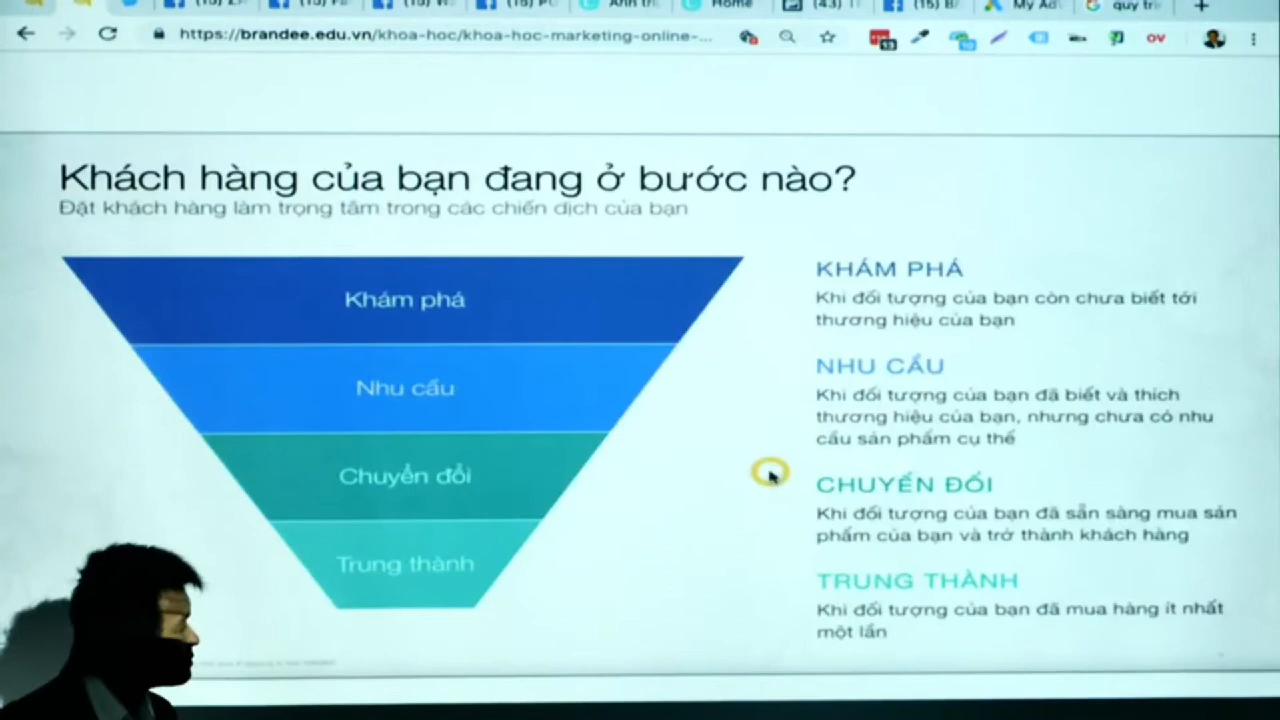 https://brandee.edu.vn/khoa-hoc/khoa-hoc-marketing-online-...
Khách hàng của bạn đang ở bước nào?
Đặt khách hàng làm trọng tâm trong các chiến dịch của bạn
Khám phá
Nhu cầu
Chuyển đổi
Trung thành
KHÁM PHÁ
Khi đối tượng của bạn còn chưa biết tới
thương hiệu của bạn
NHU CẦU
Khi đối tượng của bạn đã biết và thích
thương hiệu của bạn, nhưng chưa có nhu
cầu sản phẩm cụ thể
CHUYỂN ĐỔI
Khi đối tượng của bạn đã sẵn sàng mua sản
phẩm của bạn và trở thành khách hàng
TRUNG THÀNH
Khi đối tượng của bạn đã mua hàng ít nhất
một lần